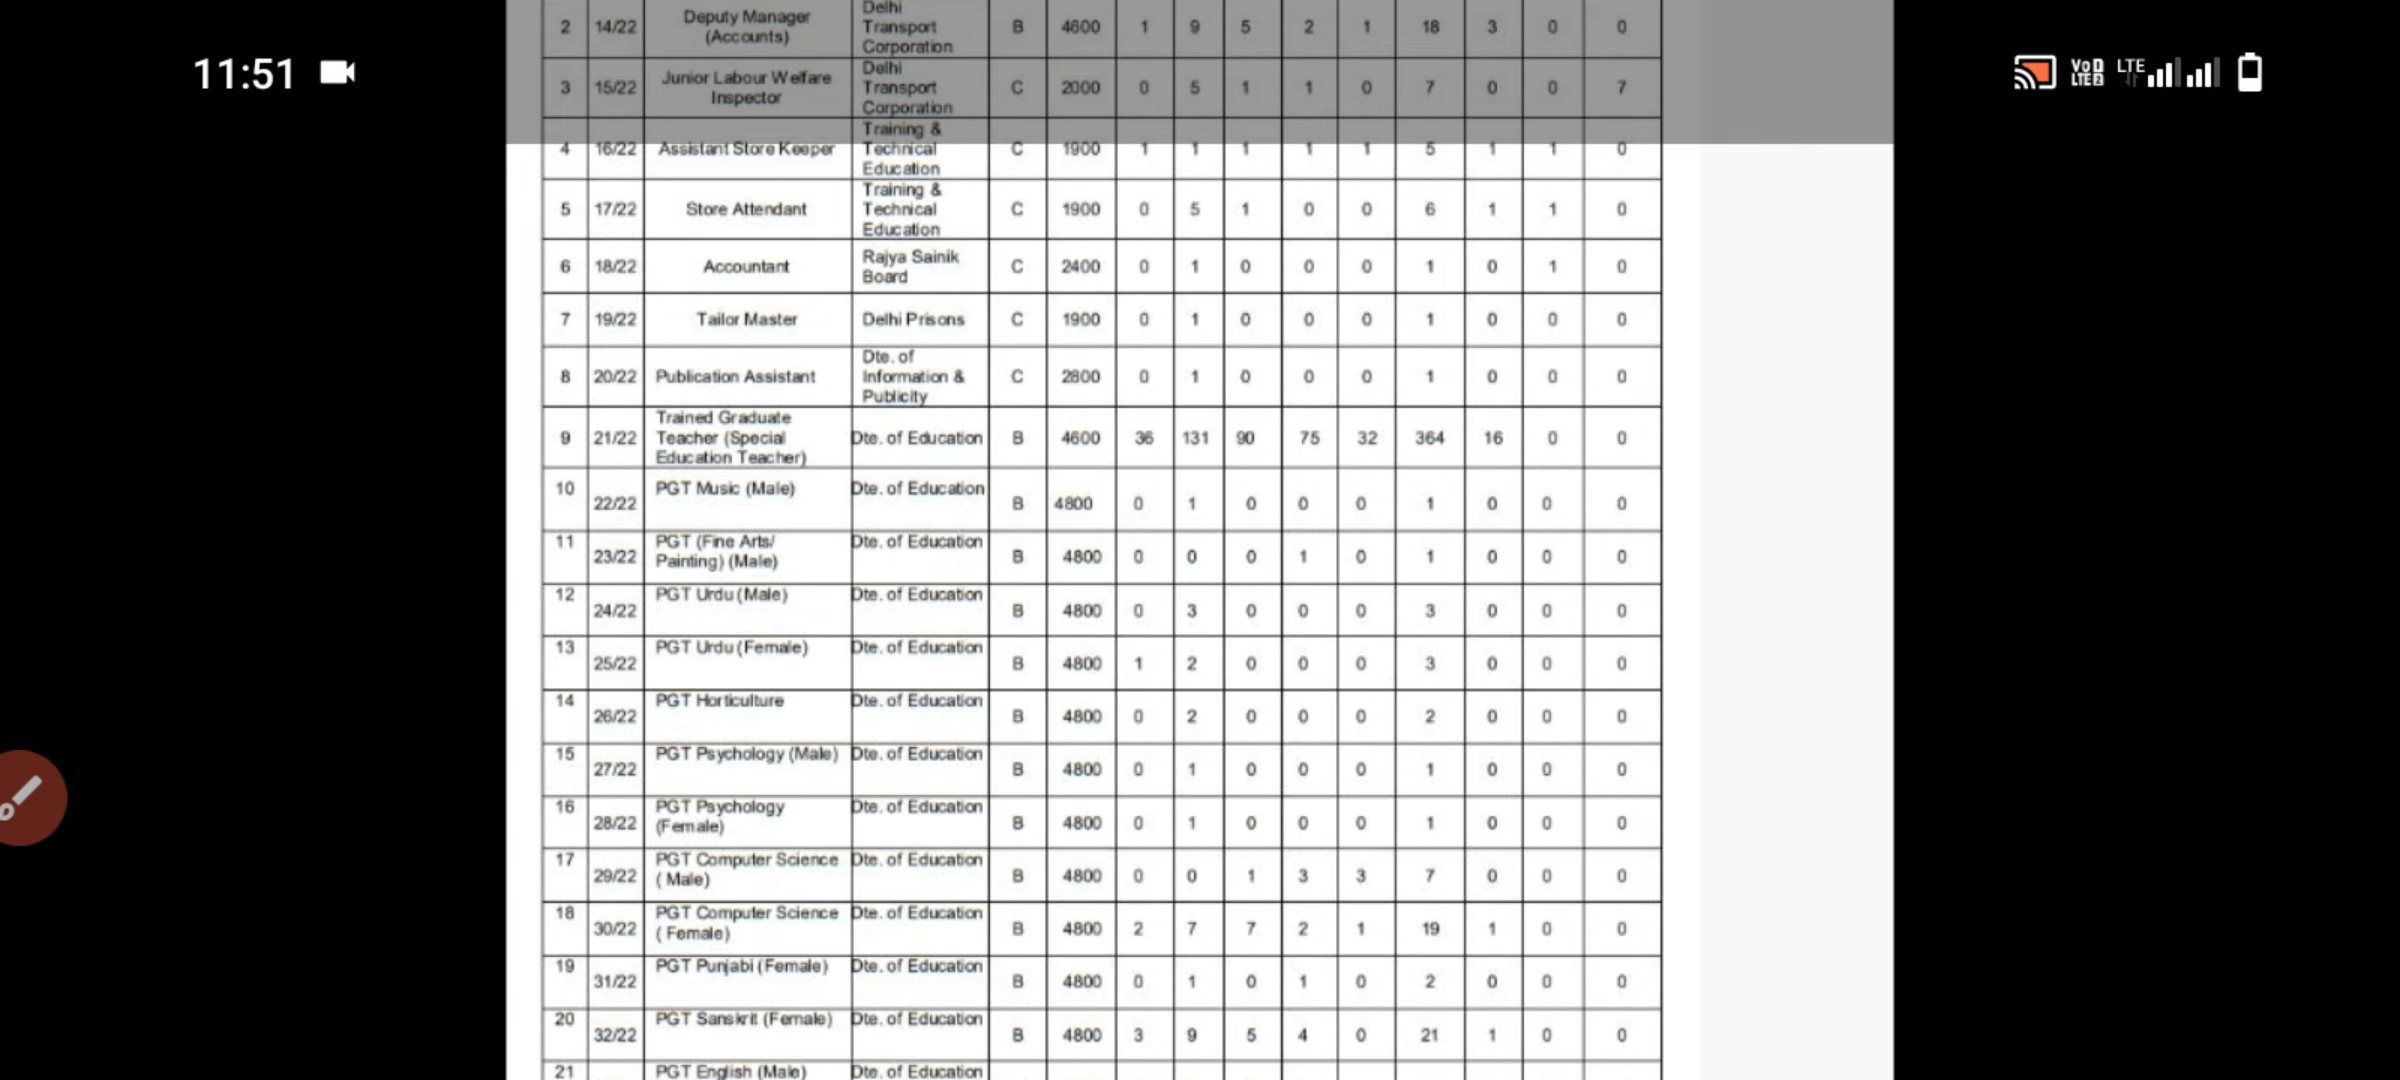 11:51
VoD LTE2 LTE
2 14/22 Deputy Manager (Accounts) Delhi Transport Corporation B 4600 1 9 5 2 1 18 3 0 0
3 15/22 Junior Labour Welfare Inspector Delhi Transport Corporation C 2000 0 5 1 1 0 7 0 0 7
4 16/22 Assistant Store Keeper Training & Technical Education C 1900 1 1 1 1 1 5 1 1 0
5 17/22 Store Attendant Training & Technical Education C 1900 0 5 1 0 0 6 1 1 0
6 18/22 Accountant Rajya Sainik Board C 2400 0 1 0 0 0 1 0 1 0
7 19/22 Tailor Master Delhi Prisons C 1900 0 1 0 0 0 1 0 0 0
8 20/22 Publication Assistant Dte. of Information & Publicity C 2800 0 1 0 0 0 1 0 0 0
9 21/22 Trained Graduate Teacher (Special Education Teacher) Dte. of Education B 4600 36 131 90 75 32 364 16 0 0
10 22/22 PGT Music (Male) Dte. of Education B 4800 0 1 0 0 0 1 0 0 0
11 23/22 PGT (Fine Arts/ Painting) (Male) Dte. of Education B 4800 0 0 0 1 0 1 0 0 0
12 24/22 PGT Urdu (Male) Dte. of Education B 4800 0 3 0 0 0 3 0 0 0
13 25/22 PGT Urdu (Female) Dte. of Education B 4800 1 2 0 0 0 3 0 0 0
14 26/22 PGT Horticulture Dte. of Education B 4800 0 2 0 0 0 2 0 0 0
15 27/22 PGT Psychology (Male) Dte. of Education B 4800 0 1 0 0 0 1 0 0 0
16 28/22 PGT Psychology (Female) Dte. of Education B 4800 0 1 0 0 0 1 0 0 0
17 29/22 PGT Computer Science ( Male) Dte. of Education B 4800 0 0 1 3 3 7 0 0 0
18 30/22 PGT Computer Science ( Female) Dte. of Education B 4800 2 7 7 2 1 19 1 0 0
19 31/22 PGT Punjabi (Female) Dte. of Education B 4800 0 1 0 1 0 2 0 0 0
20 32/22 PGT Sanskrit (Female) Dte. of Education B 4800 3 9 5 4 0 21 1 0 0
21 PGT English (Male) Dte. of Education